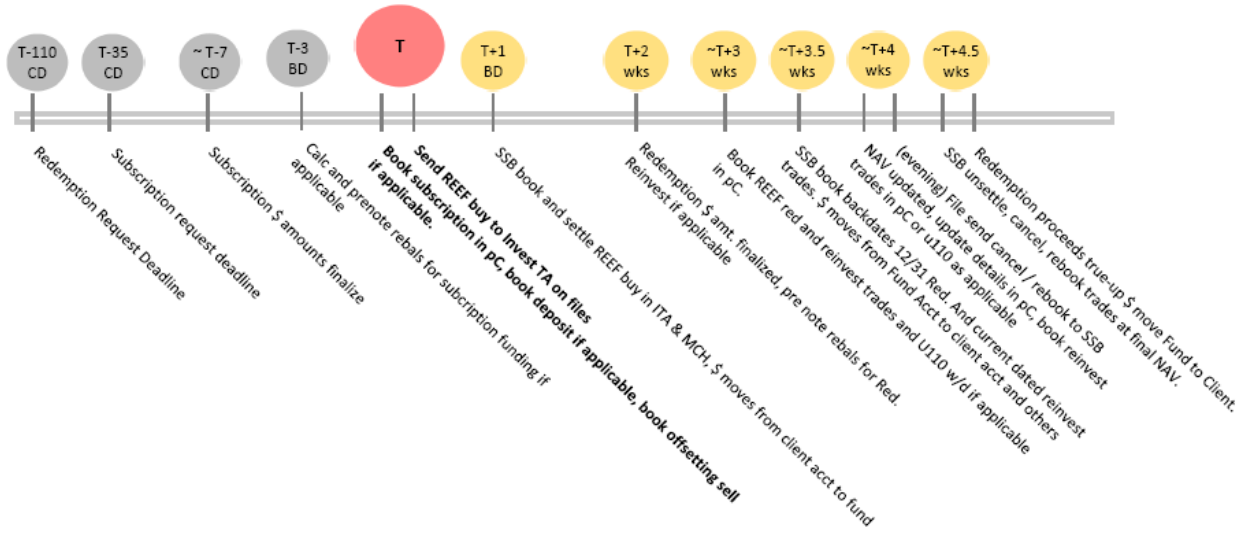 T-110
CD
T-35
CD
~ T-7
CD
T-3
BD
T
T+1
BD
T+2
wks
~T+3
wks
~T+3.5
wks
~T+4
wks
~T+4.5
wks
Redemption Request Deadline
Subscription request deadline
Subscription $ amounts finalize
Calc and prenote rebals for subcription funding if
applicable
Book subscription in pC, book deposit if applicable, book offsetting sell
if applicable.
Send REEF buy to Invest TA on files
SSB book and settle REEF buy in ITA & MCH, $ moves from client acct to fund
Redemption $ amt. finalized, pre note rebals for Red.
Reinvest if applicable
Book REEF red and reinvest trades and U110 w/d if applicable
in pC.
SSB book backdates 12/31 Red. And current dated reinvest
trades, $ moves from Fund Acct to client acct and others
NAV updated, update details in pC, book reinvest
trades in pC or u110 as applicable
(evening) File send cancel / rebook to SSB
SSB unsettle, cancel, rebook trades at final NAV.
Redemption proceeds true-up $ move Fund to Client.